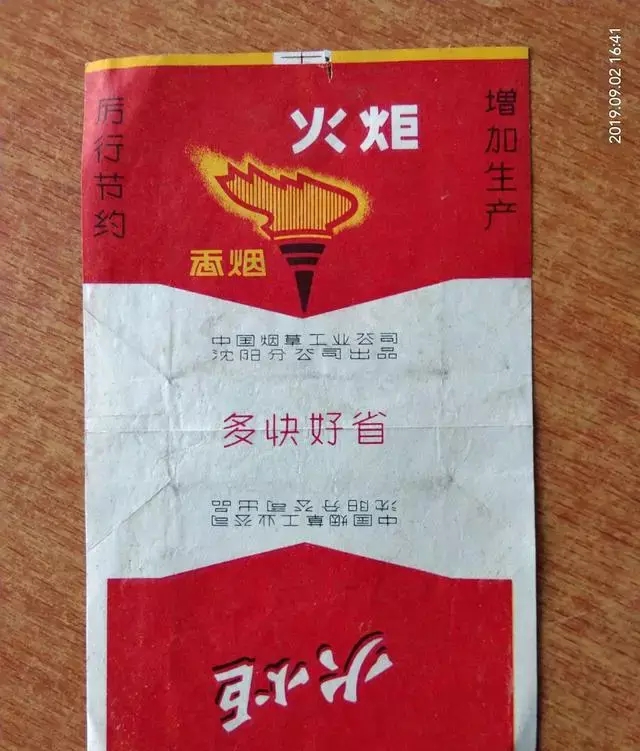 火炬
厉行节约
增加生产
香烟
中国烟草工业公司
沈阳分公司出品
多快好省
中国烟草工业公司
沈阳分公司出品
火炬
2019.09.02 16:41